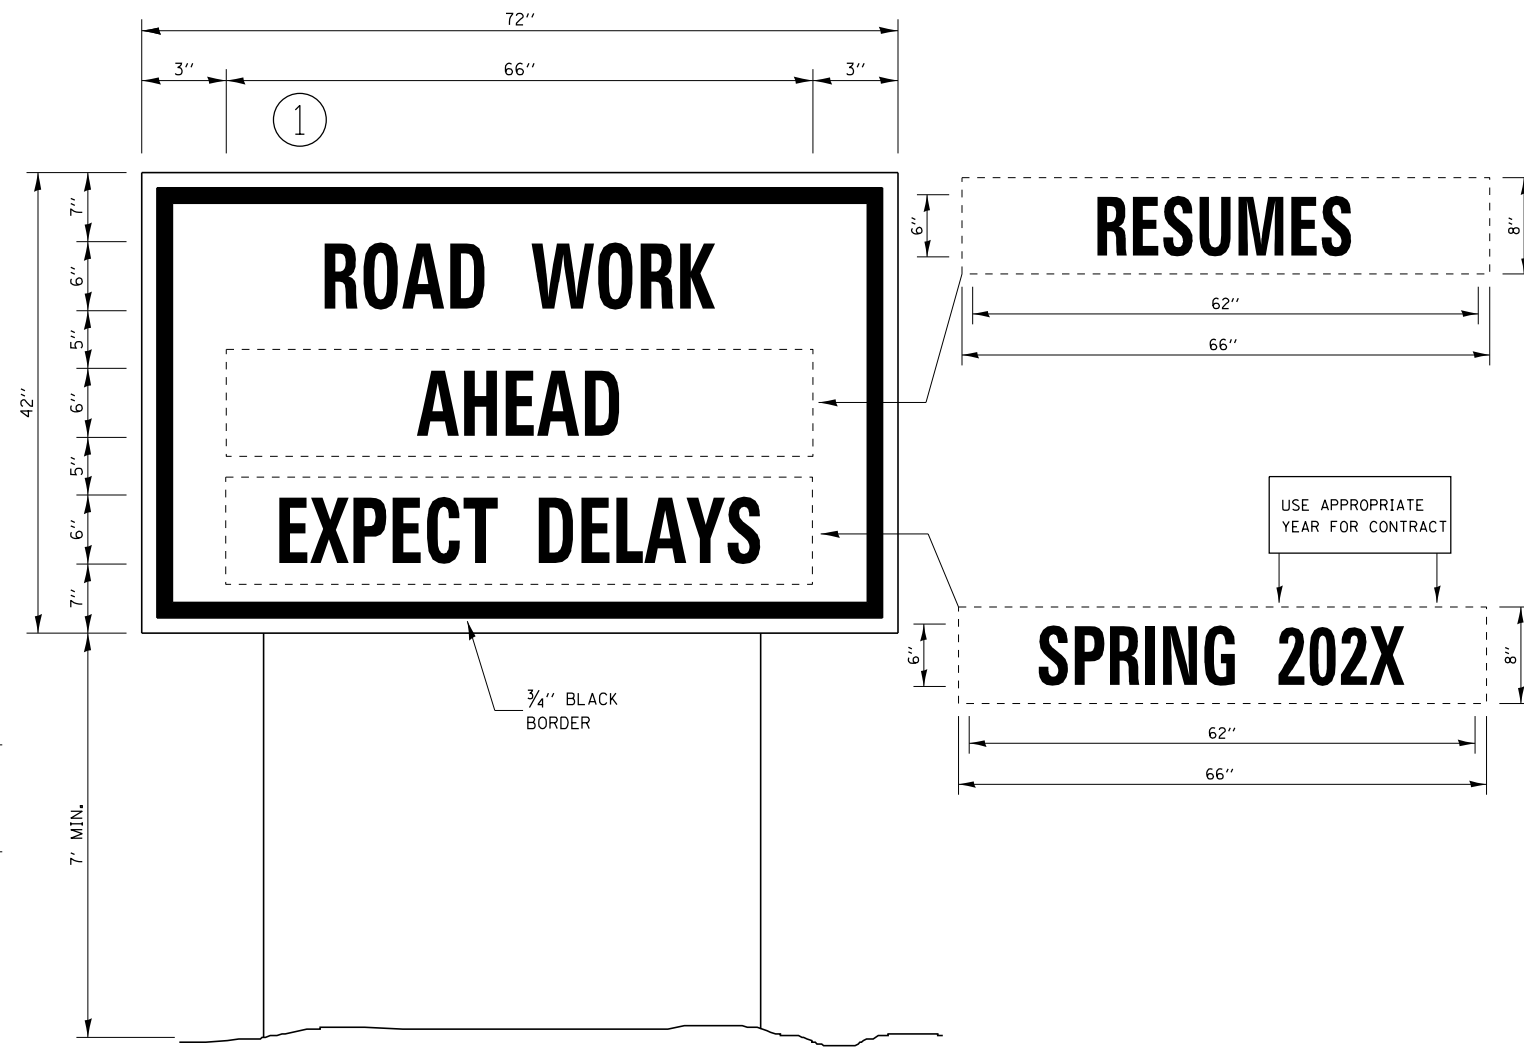 72''
3'' 66'' 3''
1
7''
6''
5''
6''
5''
6''
7''
42''
7' MIN.
ROAD WORK
AHEAD
EXPECT DELAYS
3/4'' BLACK
BORDER
6''
RESUMES
8''
62''
66''
USE APPROPRIATE
YEAR FOR CONTRACT
6''
SPRING 202X
8''
62''
66''